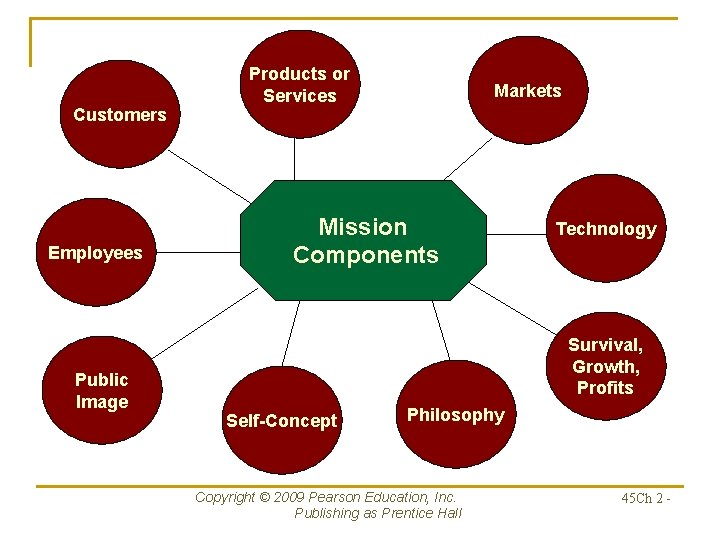 Products or
Services
Markets
Customers
Mission
Components
Technology
Employees
Survival,
Growth,
Profits
Public
Image
Self-Concept
Philosophy
Copyright © 2009 Pearson Education, Inc.
Publishing as Prentice Hall
45Ch 2 -